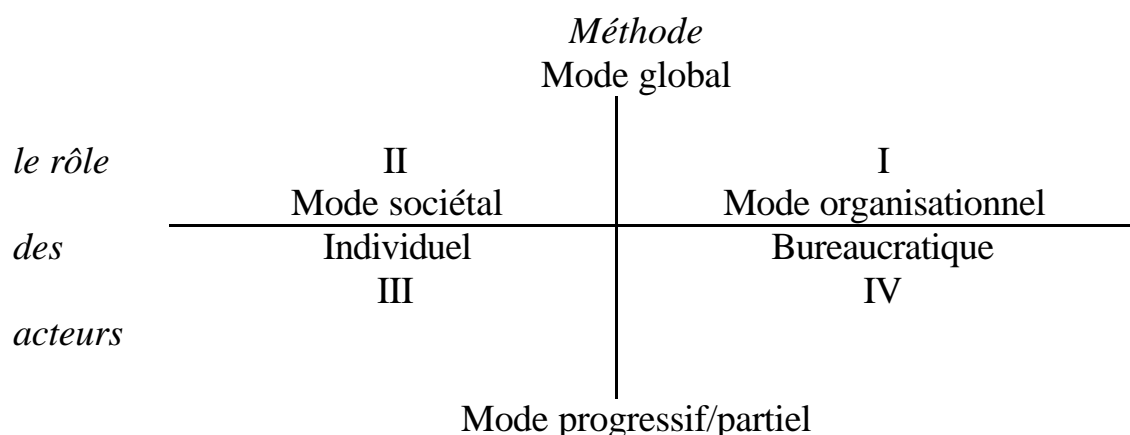 Méthode
Mode global
le rôle II I
Mode sociétal Mode organisationnel
des Individuel Bureaucratique
III IV
acteurs
Mode progressif/partiel